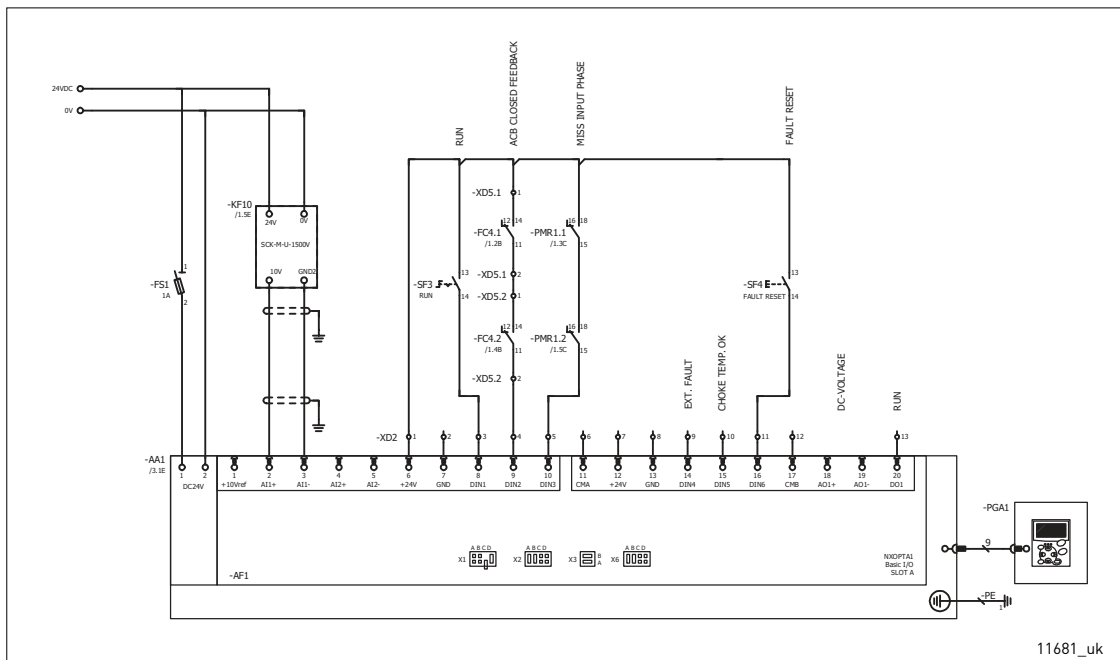 24VDC
0V
RUN
ACB CLOSED FEEDBACK
MISS INPUT PHASE
FAULT RESET
-XD5.1 1
-KF10
/1.5E
24V 0V
SCK-M-U-1500V
10V GND2
-FC4.1
/1.2B
12 14
11
-PMR1.1
/1.3C
16 18
15
-FS1
1A
1
2
-SF3
RUN
13
14
-XD5.1 2
-XD5.2 1
-SF4
FAULT RESET
13
14
-FC4.2
/1.4B
12 14
11
-PMR1.2
/1.5C
16 18
15
-XD5.2 2
EXT. FAULT
CHOKE TEMP. OK
DC-VOLTAGE
RUN
-XD2 1 2 3 4 5 6 7 8 9 10 11 12 13
-AA1
/3.1E
1 2
DC24V
1 2 3 4 5 6 7 8 9 10 11 12 13 14 15 16 17 18 19 20
+10Vref AI1+ AI1- AI2+ AI2- +24V GND DIN1 DIN2 DIN3 CMA +24V GND DIN4 DIN5 DIN6 CMB AO1+ AO1- DO1
-PGA1
9
X1 A B C D
X2 A B C D
X3 B
A
X6 A B C D
NXOPTA1
Basic I/O
SLOT A
-AF1
-PE
1
11681_uk